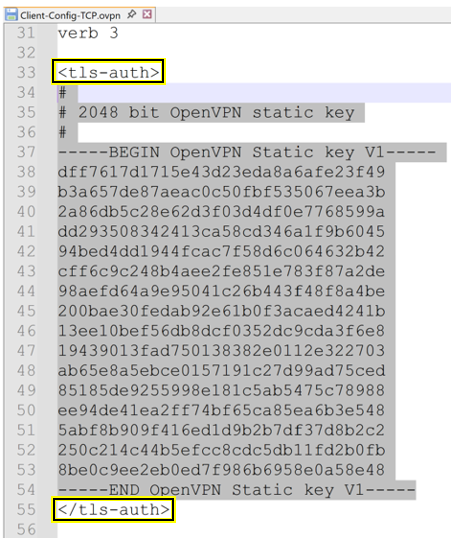 Client-Config-TCP.ovpn
31 verb 3
32
33 <tls-auth>
34 #
35 # 2048 bit OpenVPN static key
36 #
37 -----BEGIN OpenVPN Static key V1-----
38 dff7617d1715e43d23eda8a6afe23f49
39 b3a657de87aeac0c50fbf535067eea3b
40 2a86db5c28e62d3f03d4df0e7768599a
41 dd293508342413ca58cd346a1f9b6045
42 94bed4dd1944fcac7f58d6c064632b42
43 cff6c9c248b4aee2fe851e783f87a2de
44 98aefd64a9e95041c26b443f48f8a4be
45 200bae30fedab92e61b0f3acaed4241b
46 13ee10bef56db8dcf0352dc9cda3f6e8
47 19439013fad750138382e0112e322703
48 ab65e8a5ebce0157191c27d99ad75ced
49 85185de9255998e181c5ab5475c78988
50 ee94de41ea2ff74bf65ca85ea6b3e548
51 5abf8b909f416ed1d9b2b7df37d8b2c2
52 250c214c44b5efcc8cdc5db11fd2b0fb
53 8be0c9ee2eb0ed7f986b6958e0a58e48
54 -----END OpenVPN Static key V1-----
55 </tls-auth>
56